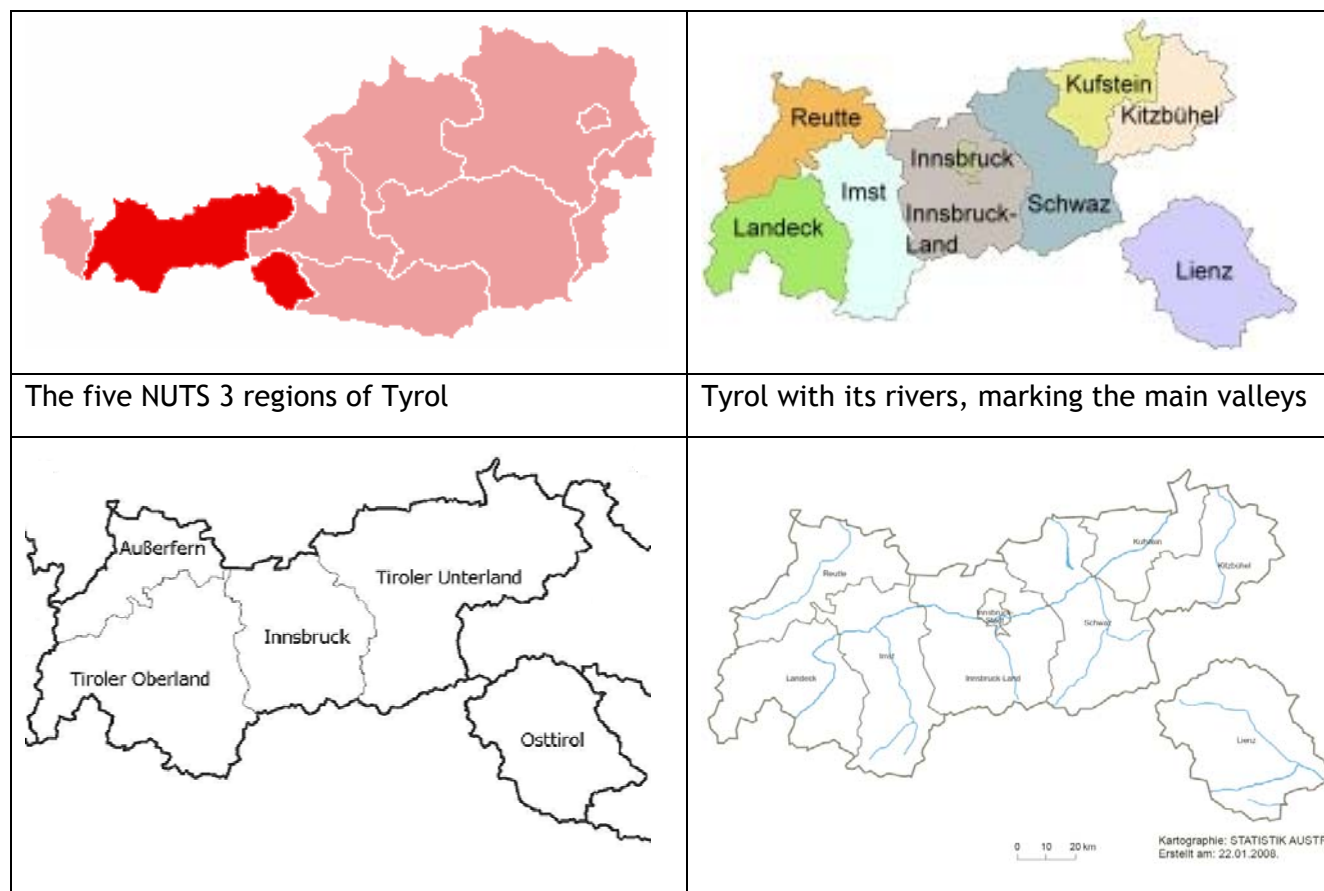 Kufstein
Reutte
Kitzbühel
Innsbruck
Imst
Schwaz
Landeck
Innsbruck-
Land
Lienz
The five NUTS 3 regions of Tyrol
Tyrol with its rivers, marking the main valleys
Außerfern
Tiroler Unterland
Innsbruck
Tiroler Oberland
Osttirol
Kufstein
Kitzbühel
Reutte
Innsbruck-
Stadt
Schwaz
Imst
Landeck
Innsbruck-Land
Lienz
0 10 20 km
Kartographie: STATISTIK AUSTR
Erstellt am: 22.01.2008.